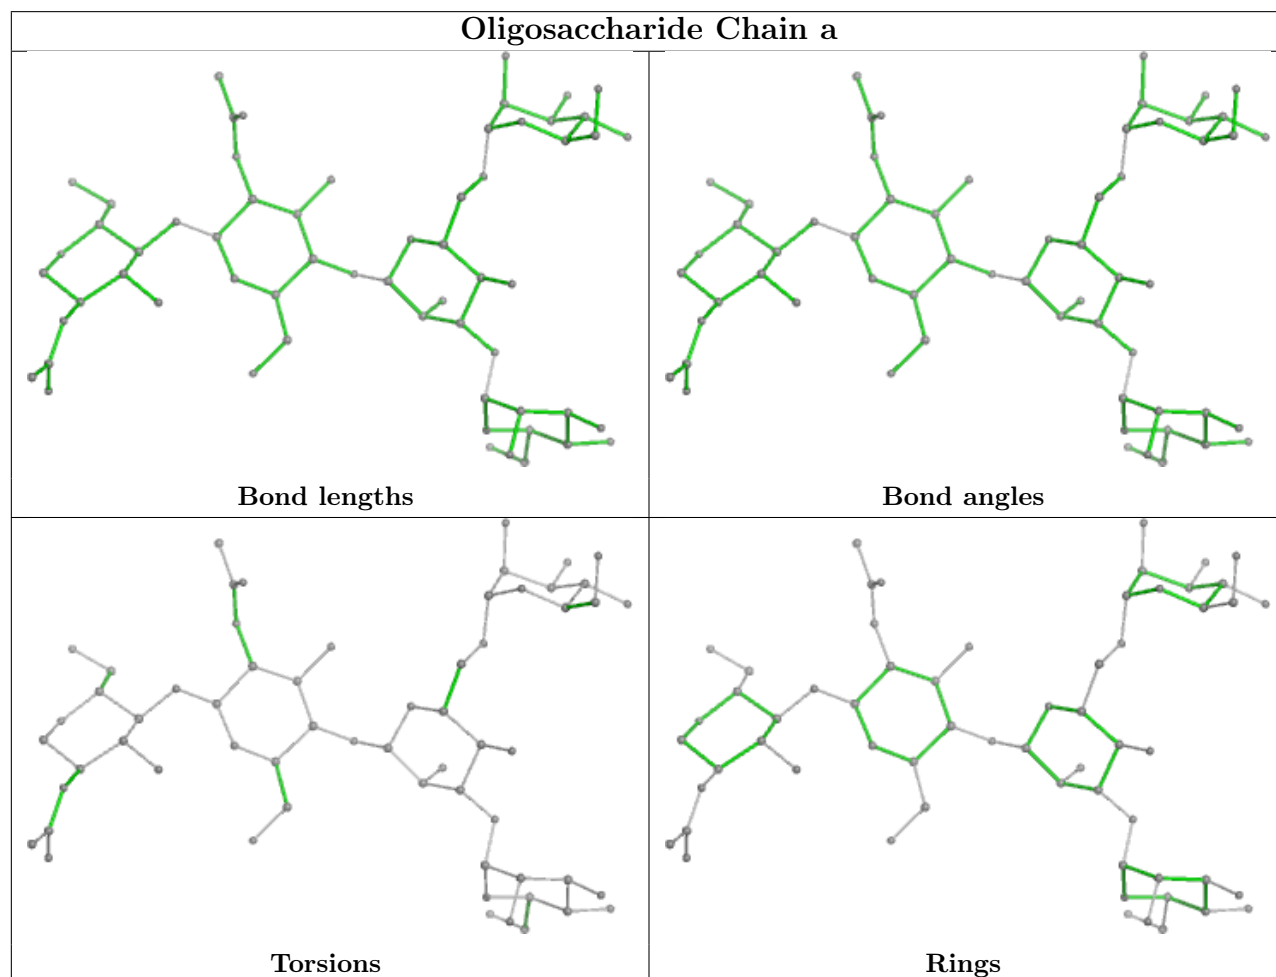 Oligosaccharide Chain a
Bond lengths
Bond angles
Torsions
Rings